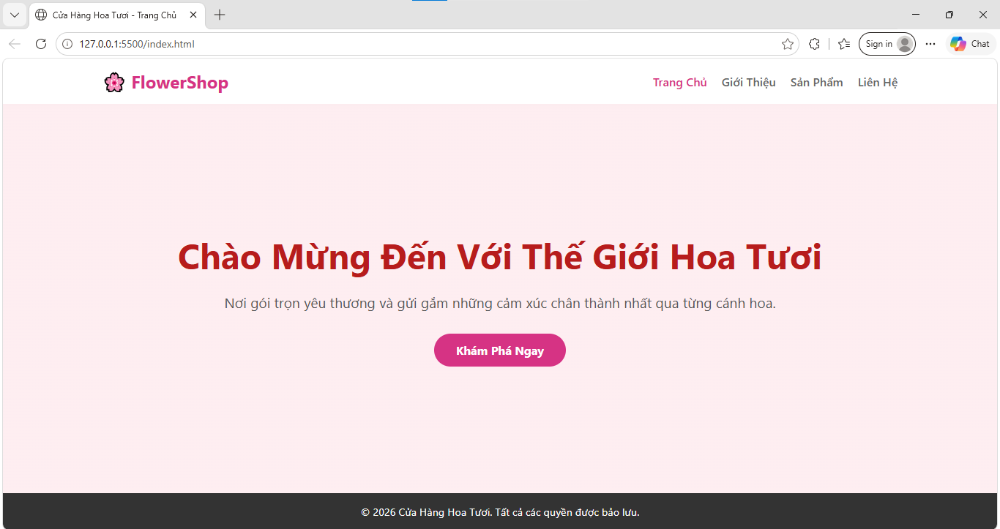 Cửa Hàng Hoa Tươi - Trang Chủ
127.0.0.1:5500/index.html
Sign in
Chat
FlowerShop
Trang Chủ
Giới Thiệu
Sản Phẩm
Liên Hệ
Chào Mừng Đến Với Thế Giới Hoa Tươi
Nơi gói trọn yêu thương và gửi gắm những cảm xúc chân thành nhất qua từng cánh hoa.
Khám Phá Ngay
© 2026 Cửa Hàng Hoa Tươi. Tất cả các quyền được bảo lưu.